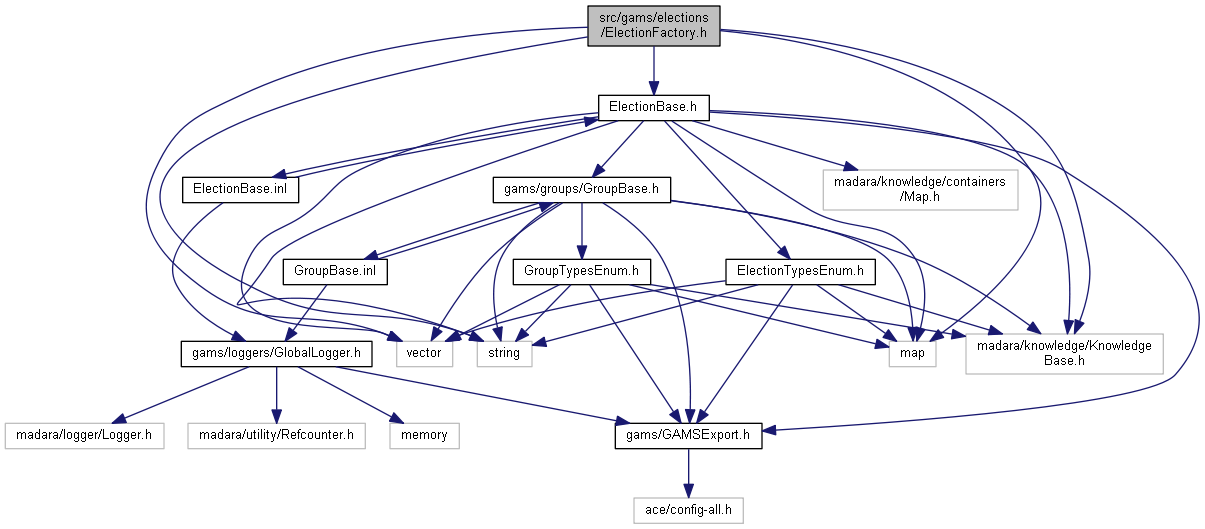 src/gams/elections
/ElectionFactory.h
ElectionBase.h
ElectionBase.inl
gams/groups/GroupBase.h
madara/knowledge/containers
/Map.h
GroupBase.inl
GroupTypesEnum.h
ElectionTypesEnum.h
gams/loggers/GlobalLogger.h
vector
string
map
madara/knowledge/Knowledge
Base.h
madara/logger/Logger.h
madara/utility/Refcounter.h
memory
gams/GAMSExport.h
ace/config-all.h